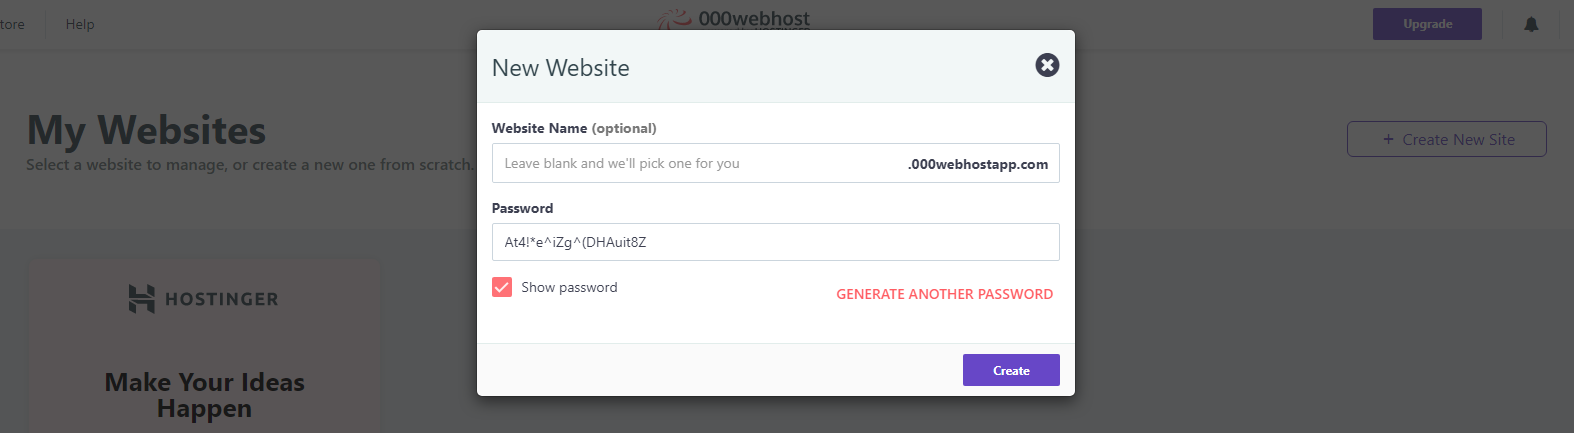 tore
Help
000webhost
Upgrade
My Websites
Select a website to manage, or create a new one from scratch.
+ Create New Site
New Website
Website Name (optional)
Leave blank and we'll pick one for you
.000webhostapp.com
Password
At4!*e^iZg^(DHAuit8Z
Show password
GENERATE ANOTHER PASSWORD
Create
HOSTINGER
Make Your Ideas
Happen